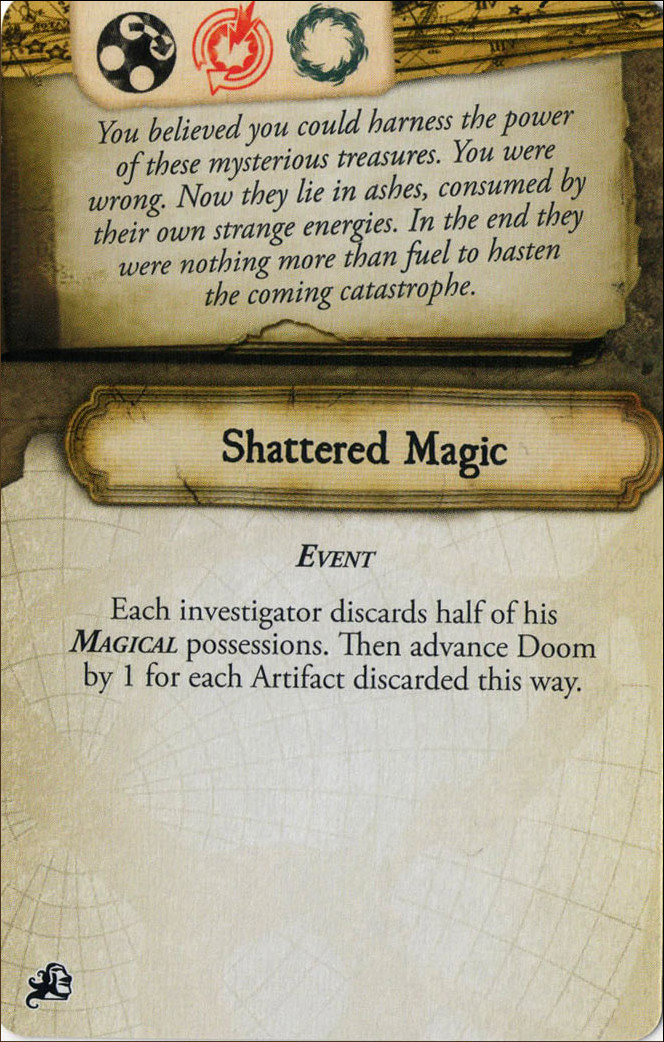 You believed you could harness the power
of these mysterious treasures. You were
wrong. Now they lie in ashes, consumed by
their own strange energies. In the end they
were nothing more than fuel to hasten
the coming catastrophe.
Shattered Magic
EVENT
Each investigator discards half of his
MAGICAL possessions. Then advance Doom
by 1 for each Artifact discarded this way.